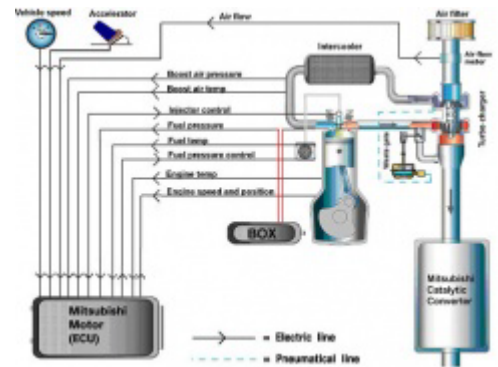 Vehicle speed
Accelerator
Air flow
Air filter
Air flow
meter
Intercooler
Turbo charger
Boost air pressure
Boost air temp
Injector control
Fuel pressure
Fuel temp
Fuel pressure control
Waste gate
Engine temp
Engine speed and position
BOX
Mitsubishi
Catalytic
Converter
Mitsubishi
Motor
(ECU)
= Electric line
= Pneumatical line